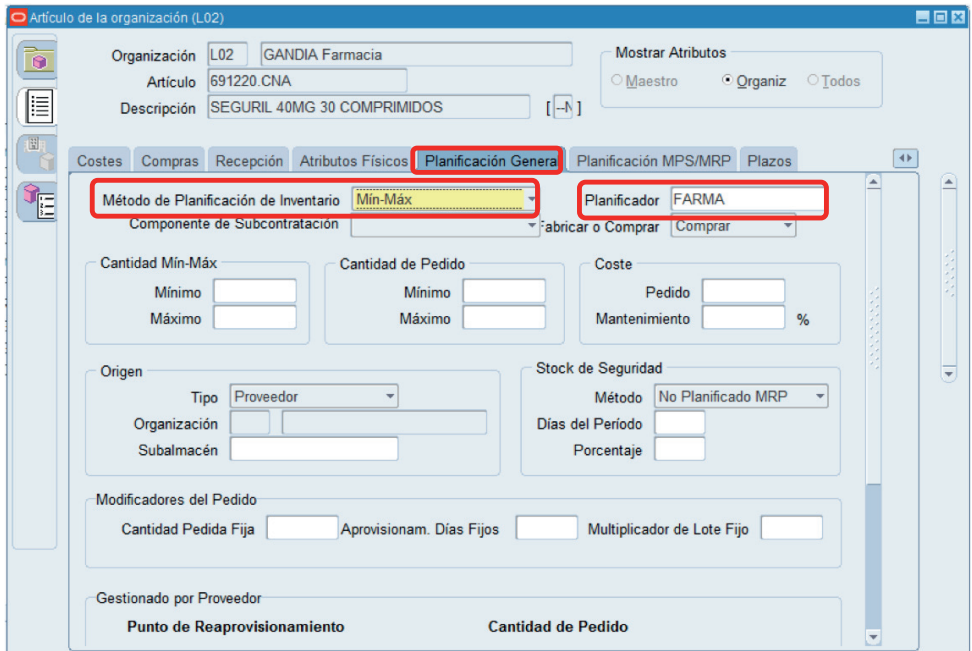 Artículo de la organización (L02)
Organización L02 GANDIA Farmacia
Artículo 691220.CNA
Descripción SEGURIL 40MG 30 COMPRIMIDOS [ --N ]
Mostrar Atributos
Maestro Organiz Todos
Costes Compras Recepción Atributos Físicos Planificación General Planificación MPS/MRP Plazos
Método de Planificación de Inventario Mín-Máx Planificador FARMA
Componente de Subcontratación Fabricar o Comprar Comprar
Cantidad Mín-Máx Cantidad de Pedido Coste
Mínimo Mínimo Pedido
Máximo Máximo Mantenimiento %
Origen Stock de Seguridad
Tipo Proveedor Método No Planificado MRP
Organización Días del Período
Subalmacén Porcentaje
Modificadores del Pedido
Cantidad Pedida Fija Aprovisionam. Días Fijos Multiplicador de Lote Fijo
Gestionado por Proveedor
Punto de Reaprovisionamiento Cantidad de Pedido